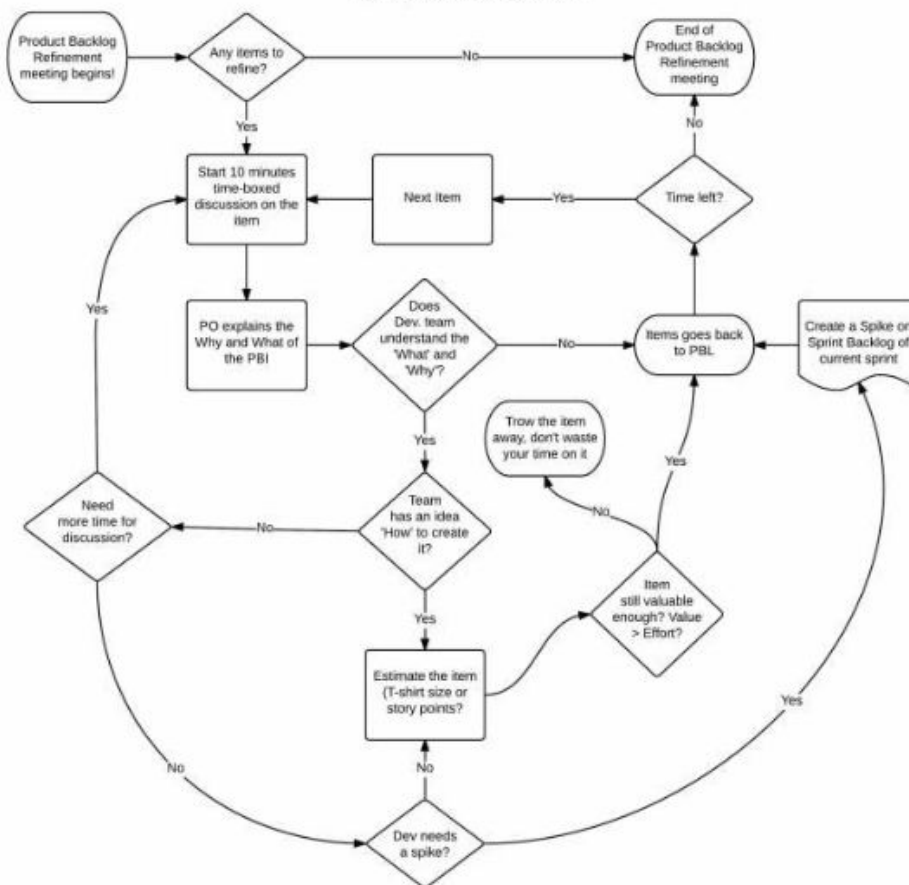 Product Backlog
Refinement
meeting begins!
Any items to
refine?
No
End of
Product Backlog
Refinement
meeting
Yes
No
Start 10 minutes
time-boxed
discussion on the
item
Next Item
Yes
Time left?
Yes
PO explains the
Why and What of
the PBI
Does
Dev. team
understand the
'What' and
'Why'?
No
Items goes back
to PBL
Create a Spike on
Sprint Backlog of
current sprint
Trow the item
away, don't waste
your time on it
Yes
Yes
Need
more time for
discussion?
No
Team
has an idea
'How' to create
it?
No
Item
still valuable
enough? Value
> Effort?
Yes
Estimate the item
(T-shirt size or
story points?
Yes
No
No
Dev needs
a spike?